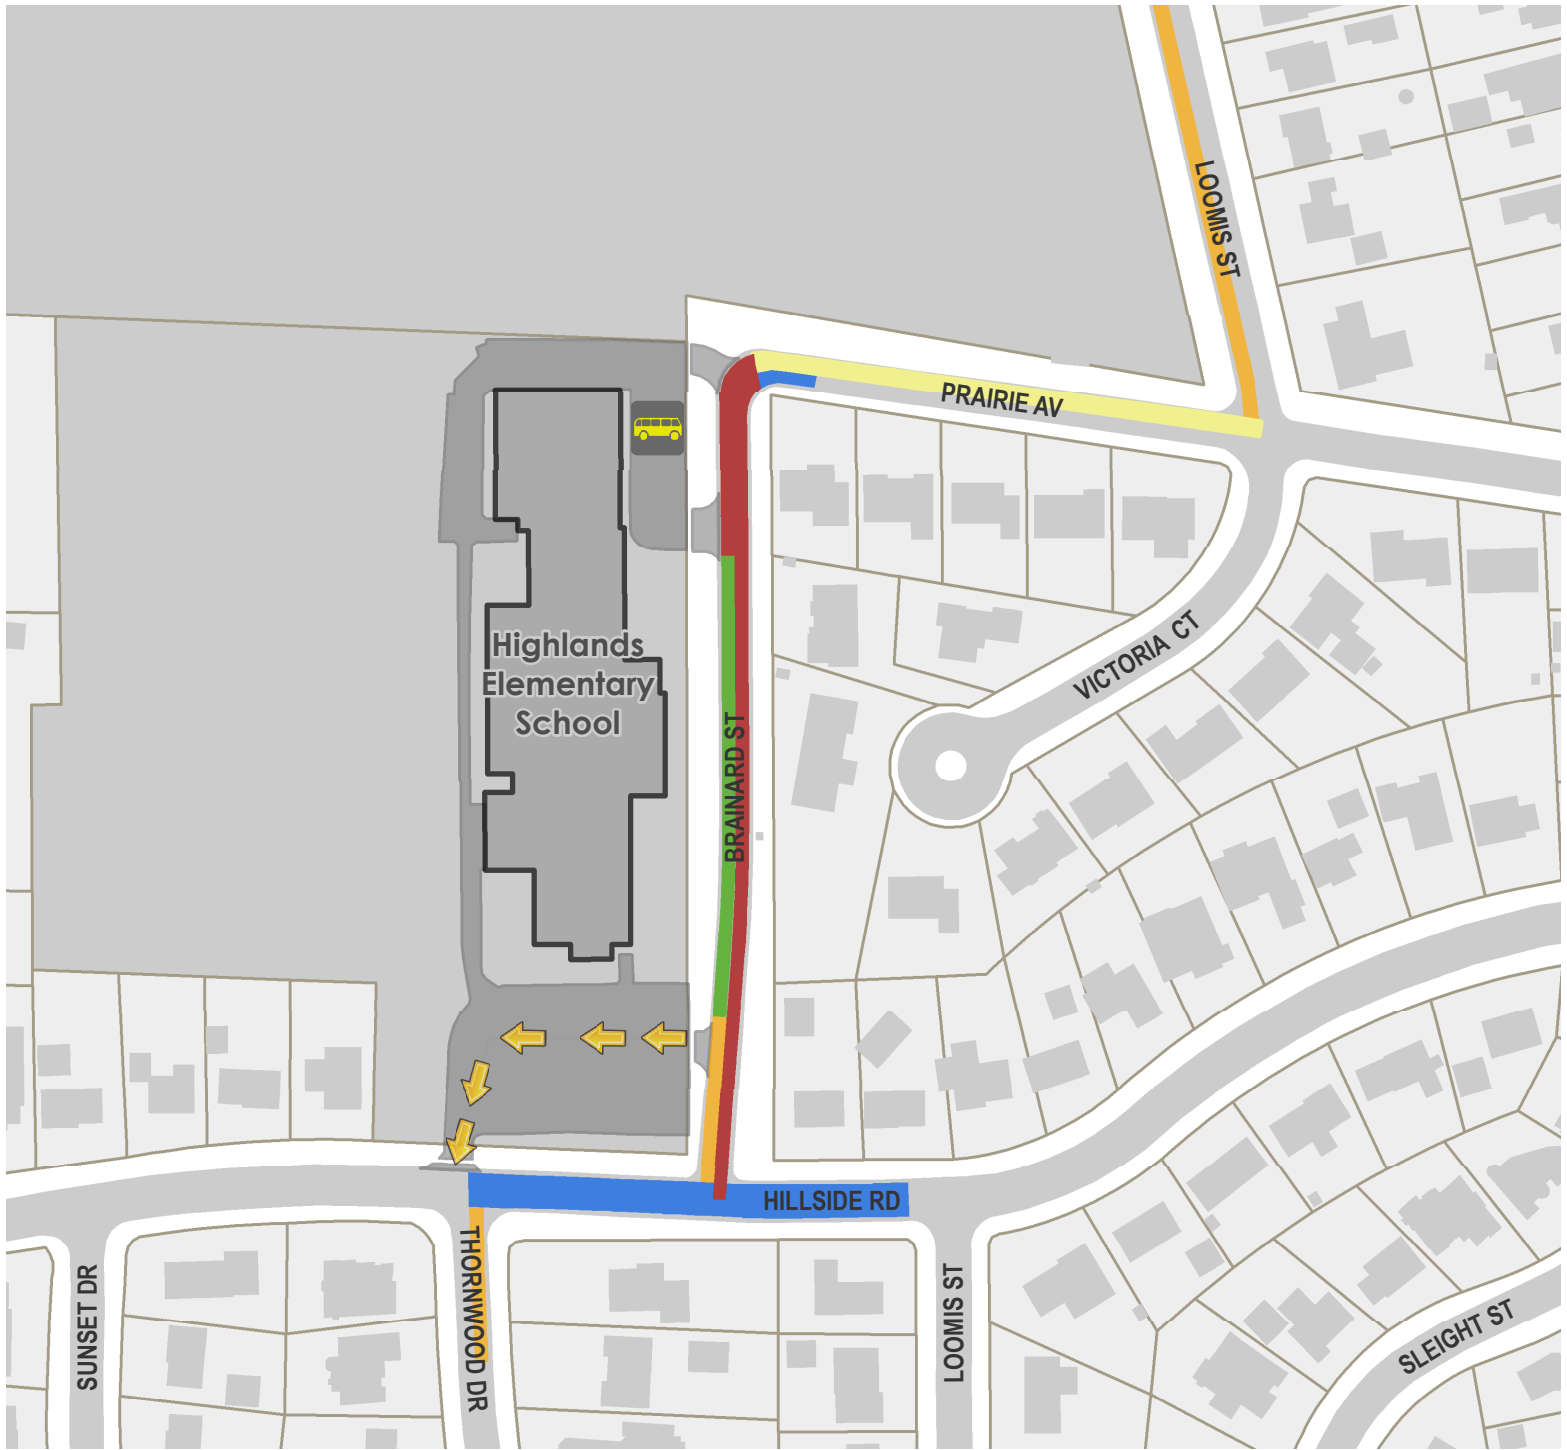 LOOMIS ST
PRAIRIE AV
Highlands
Elementary
School
VICTORIA CT
BRAINARD ST
HILLSIDE RD
THORNWOOD DR
SUNSET DR
LOOMIS ST
SLEIGHT ST